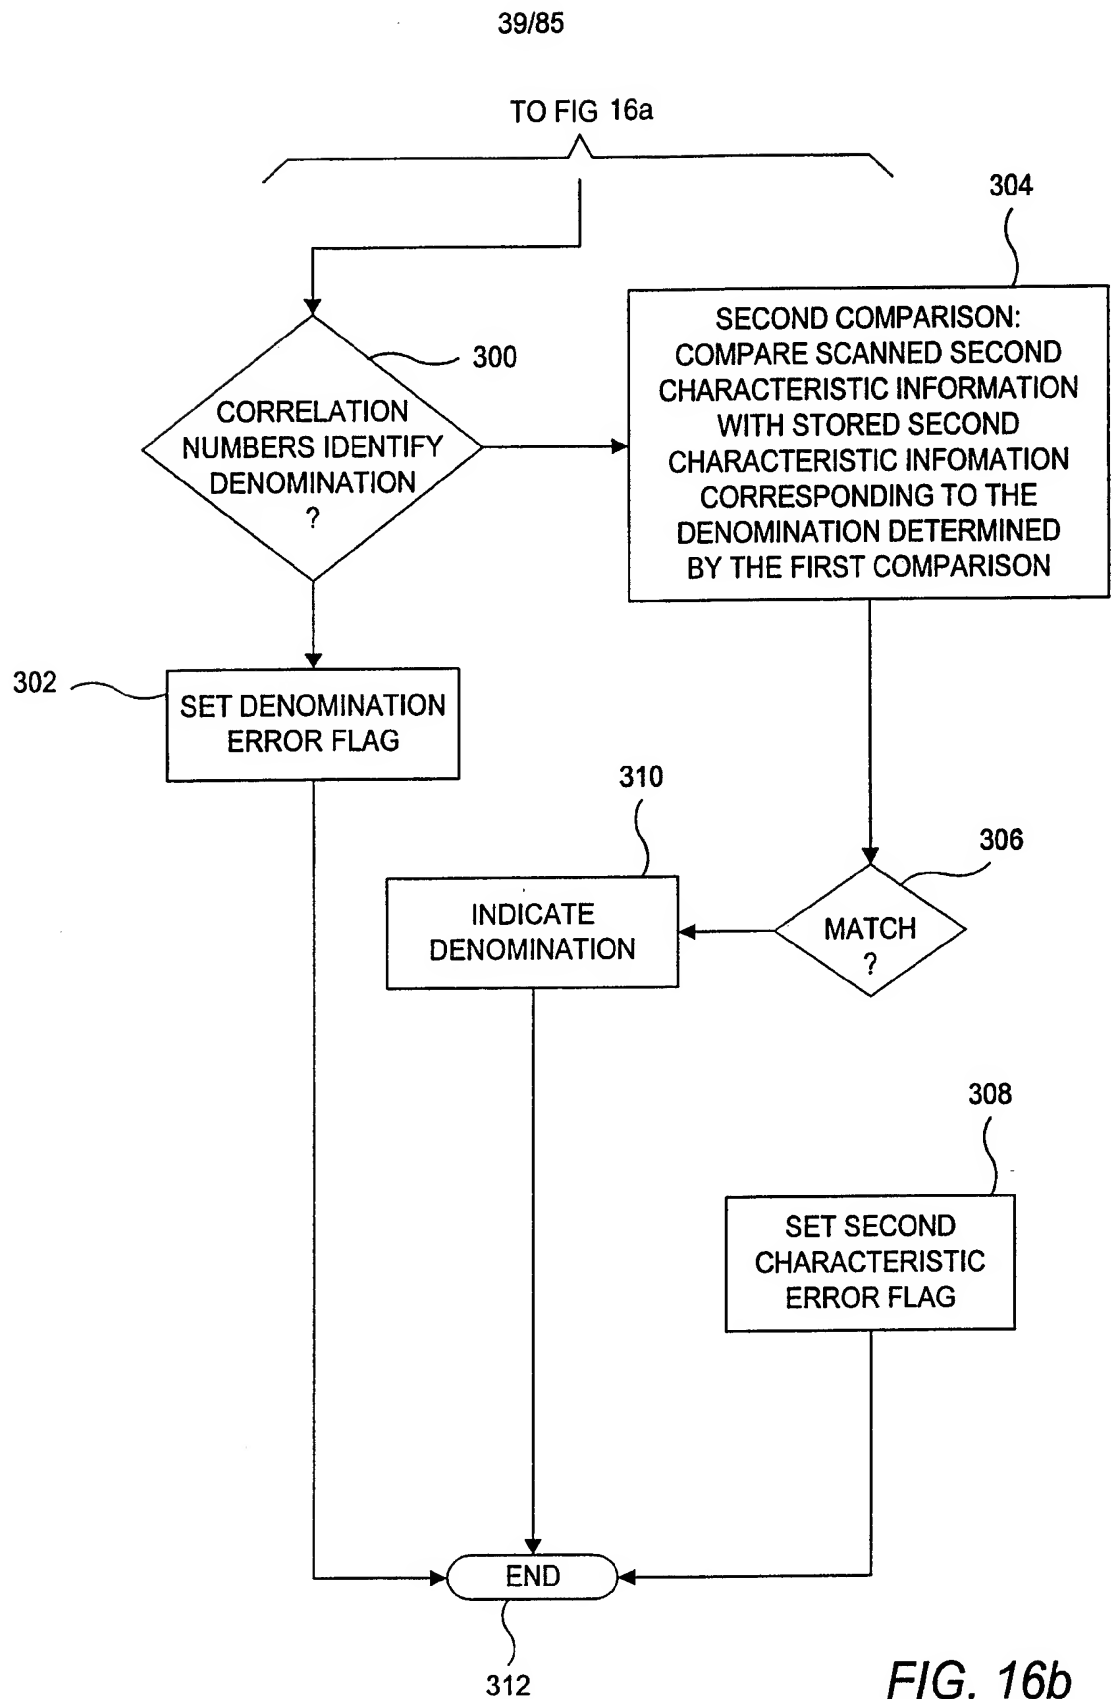 39/85
TO FIG 16a
304
SECOND COMPARISON:
COMPARE SCANNED SECOND
CHARACTERISTIC INFORMATION
WITH STORED SECOND
CHARACTERISTIC INFOMATION
CORRESPONDING TO THE
DENOMINATION DETERMINED
BY THE FIRST COMPARISON
300
CORRELATION
NUMBERS IDENTIFY
DENOMINATION
?
302
SET DENOMINATION
ERROR FLAG
310
INDICATE
DENOMINATION
306
MATCH
?
308
SET SECOND
CHARACTERISTIC
ERROR FLAG
END
312
FIG. 16b